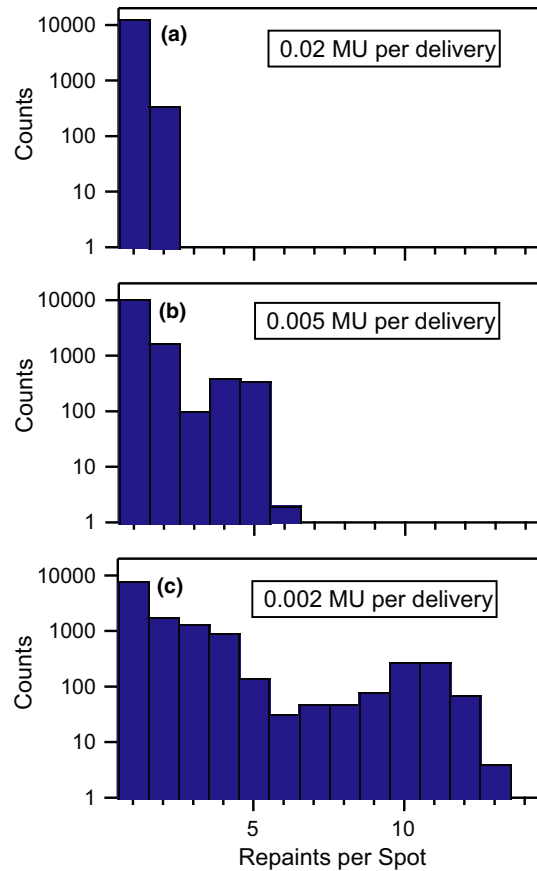 10000
(a)
0.02 MU per delivery
1000
Counts
100
10
1
10000
(b)
0.005 MU per delivery
1000
Counts
100
10
1
10000
(c)
0.002 MU per delivery
1000
Counts
100
10
1
5
10
Repaints per Spot